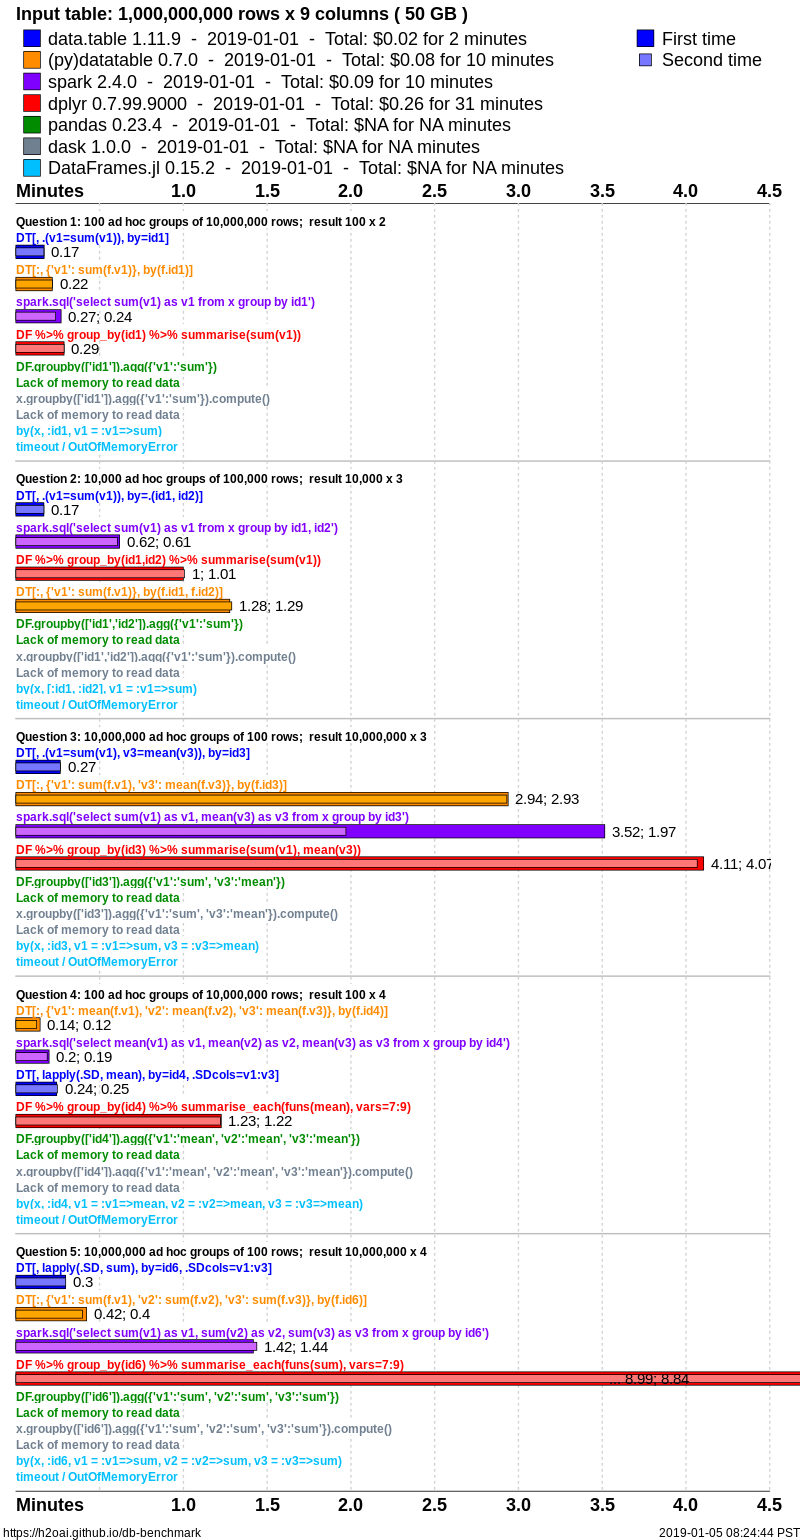 Input table: 1,000,000,000 rows x 9 columns ( 50 GB )
data.table 1.11.9 - 2019-01-01 - Total: $0.02 for 2 minutes
First time
(py)datatable 0.7.0 - 2019-01-01 - Total: $0.08 for 10 minutes
Second time
spark 2.4.0 - 2019-01-01 - Total: $0.09 for 10 minutes
dplyr 0.7.99.9000 - 2019-01-01 - Total: $0.26 for 31 minutes
pandas 0.23.4 - 2019-01-01 - Total: $NA for NA minutes
dask 1.0.0 - 2019-01-01 - Total: $NA for NA minutes
DataFrames.jl 0.15.2 - 2019-01-01 - Total: $NA for NA minutes
Minutes 1.0 1.5 2.0 2.5 3.0 3.5 4.0 4.5
Question 1: 100 ad hoc groups of 10,000,000 rows; result 100 x 2
DT[, .(v1=sum(v1)), by=id1]
0.17
DT[:, {'v1': sum(f.v1)}, by(f.id1)]
0.22
spark.sql('select sum(v1) as v1 from x group by id1')
0.27; 0.24
DF %>% group_by(id1) %>% summarise(sum(v1))
0.29
DF.groupby(['id1']).agg({'v1':'sum'})
Lack of memory to read data
x.groupby(['id1']).agg({'v1':'sum'}).compute()
Lack of memory to read data
by(x, :id1, v1 = :v1=>sum)
timeout / OutOfMemoryError
Question 2: 10,000 ad hoc groups of 100,000 rows; result 10,000 x 3
DT[, .(v1=sum(v1)), by=.(id1, id2)]
0.17
spark.sql('select sum(v1) as v1 from x group by id1, id2')
0.62; 0.61
DF %>% group_by(id1,id2) %>% summarise(sum(v1))
1; 1.01
DT[:, {'v1': sum(f.v1)}, by(f.id1, f.id2)]
1.28; 1.29
DF.groupby(['id1','id2']).agg({'v1':'sum'})
Lack of memory to read data
x.groupby(['id1','id2']).agg({'v1':'sum'}).compute()
Lack of memory to read data
by(x, [:id1, :id2], v1 = :v1=>sum)
timeout / OutOfMemoryError
Question 3: 10,000,000 ad hoc groups of 100 rows; result 10,000,000 x 3
DT[, .(v1=sum(v1), v3=mean(v3)), by=id3]
0.27
DT[:, {'v1': sum(f.v1), 'v3': mean(f.v3)}, by(f.id3)]
2.94; 2.93
spark.sql('select sum(v1) as v1, mean(v3) as v3 from x group by id3')
3.52; 1.97
DF %>% group_by(id3) %>% summarise(sum(v1), mean(v3))
4.11; 4.07
DF.groupby(['id3']).agg({'v1':'sum', 'v3':'mean'})
Lack of memory to read data
x.groupby(['id3']).agg({'v1':'sum', 'v3':'mean'}).compute()
Lack of memory to read data
by(x, :id3, v1 = :v1=>sum, v3 = :v3=>mean)
timeout / OutOfMemoryError
Question 4: 100 ad hoc groups of 10,000,000 rows; result 100 x 4
DT[:, {'v1': mean(f.v1), 'v2': mean(f.v2), 'v3': mean(f.v3)}, by(f.id4)]
0.14; 0.12
spark.sql('select mean(v1) as v1, mean(v2) as v2, mean(v3) as v3 from x group by id4')
0.2; 0.19
DT[, lapply(.SD, mean), by=id4, .SDcols=v1:v3]
0.24; 0.25
DF %>% group_by(id4) %>% summarise_each(funs(mean), vars=7:9)
1.23; 1.22
DF.groupby(['id4']).agg({'v1':'mean', 'v2':'mean', 'v3':'mean'})
Lack of memory to read data
x.groupby(['id4']).agg({'v1':'mean', 'v2':'mean', 'v3':'mean'}).compute()
Lack of memory to read data
by(x, :id4, v1 = :v1=>mean, v2 = :v2=>mean, v3 = :v3=>mean)
timeout / OutOfMemoryError
Question 5: 10,000,000 ad hoc groups of 100 rows; result 10,000,000 x 4
DT[, lapply(.SD, sum), by=id6, .SDcols=v1:v3]
0.3
DT[:, {'v1': sum(f.v1), 'v2': sum(f.v2), 'v3': sum(f.v3)}, by(f.id6)]
0.42; 0.4
spark.sql('select sum(v1) as v1, sum(v2) as v2, sum(v3) as v3 from x group by id6')
1.42; 1.44
DF %>% group_by(id6) %>% summarise_each(funs(sum), vars=7:9)
... 8.99; 8.84
DF.groupby(['id6']).agg({'v1':'sum', 'v2':'sum', 'v3':'sum'})
Lack of memory to read data
x.groupby(['id6']).agg({'v1':'sum', 'v2':'sum', 'v3':'sum'}).compute()
Lack of memory to read data
by(x, :id6, v1 = :v1=>sum, v2 = :v2=>sum, v3 = :v3=>sum)
timeout / OutOfMemoryError
Minutes 1.0 1.5 2.0 2.5 3.0 3.5 4.0 4.5
https://h2oai.github.io/db-benchmark
2019-01-05 08:24:44 PST